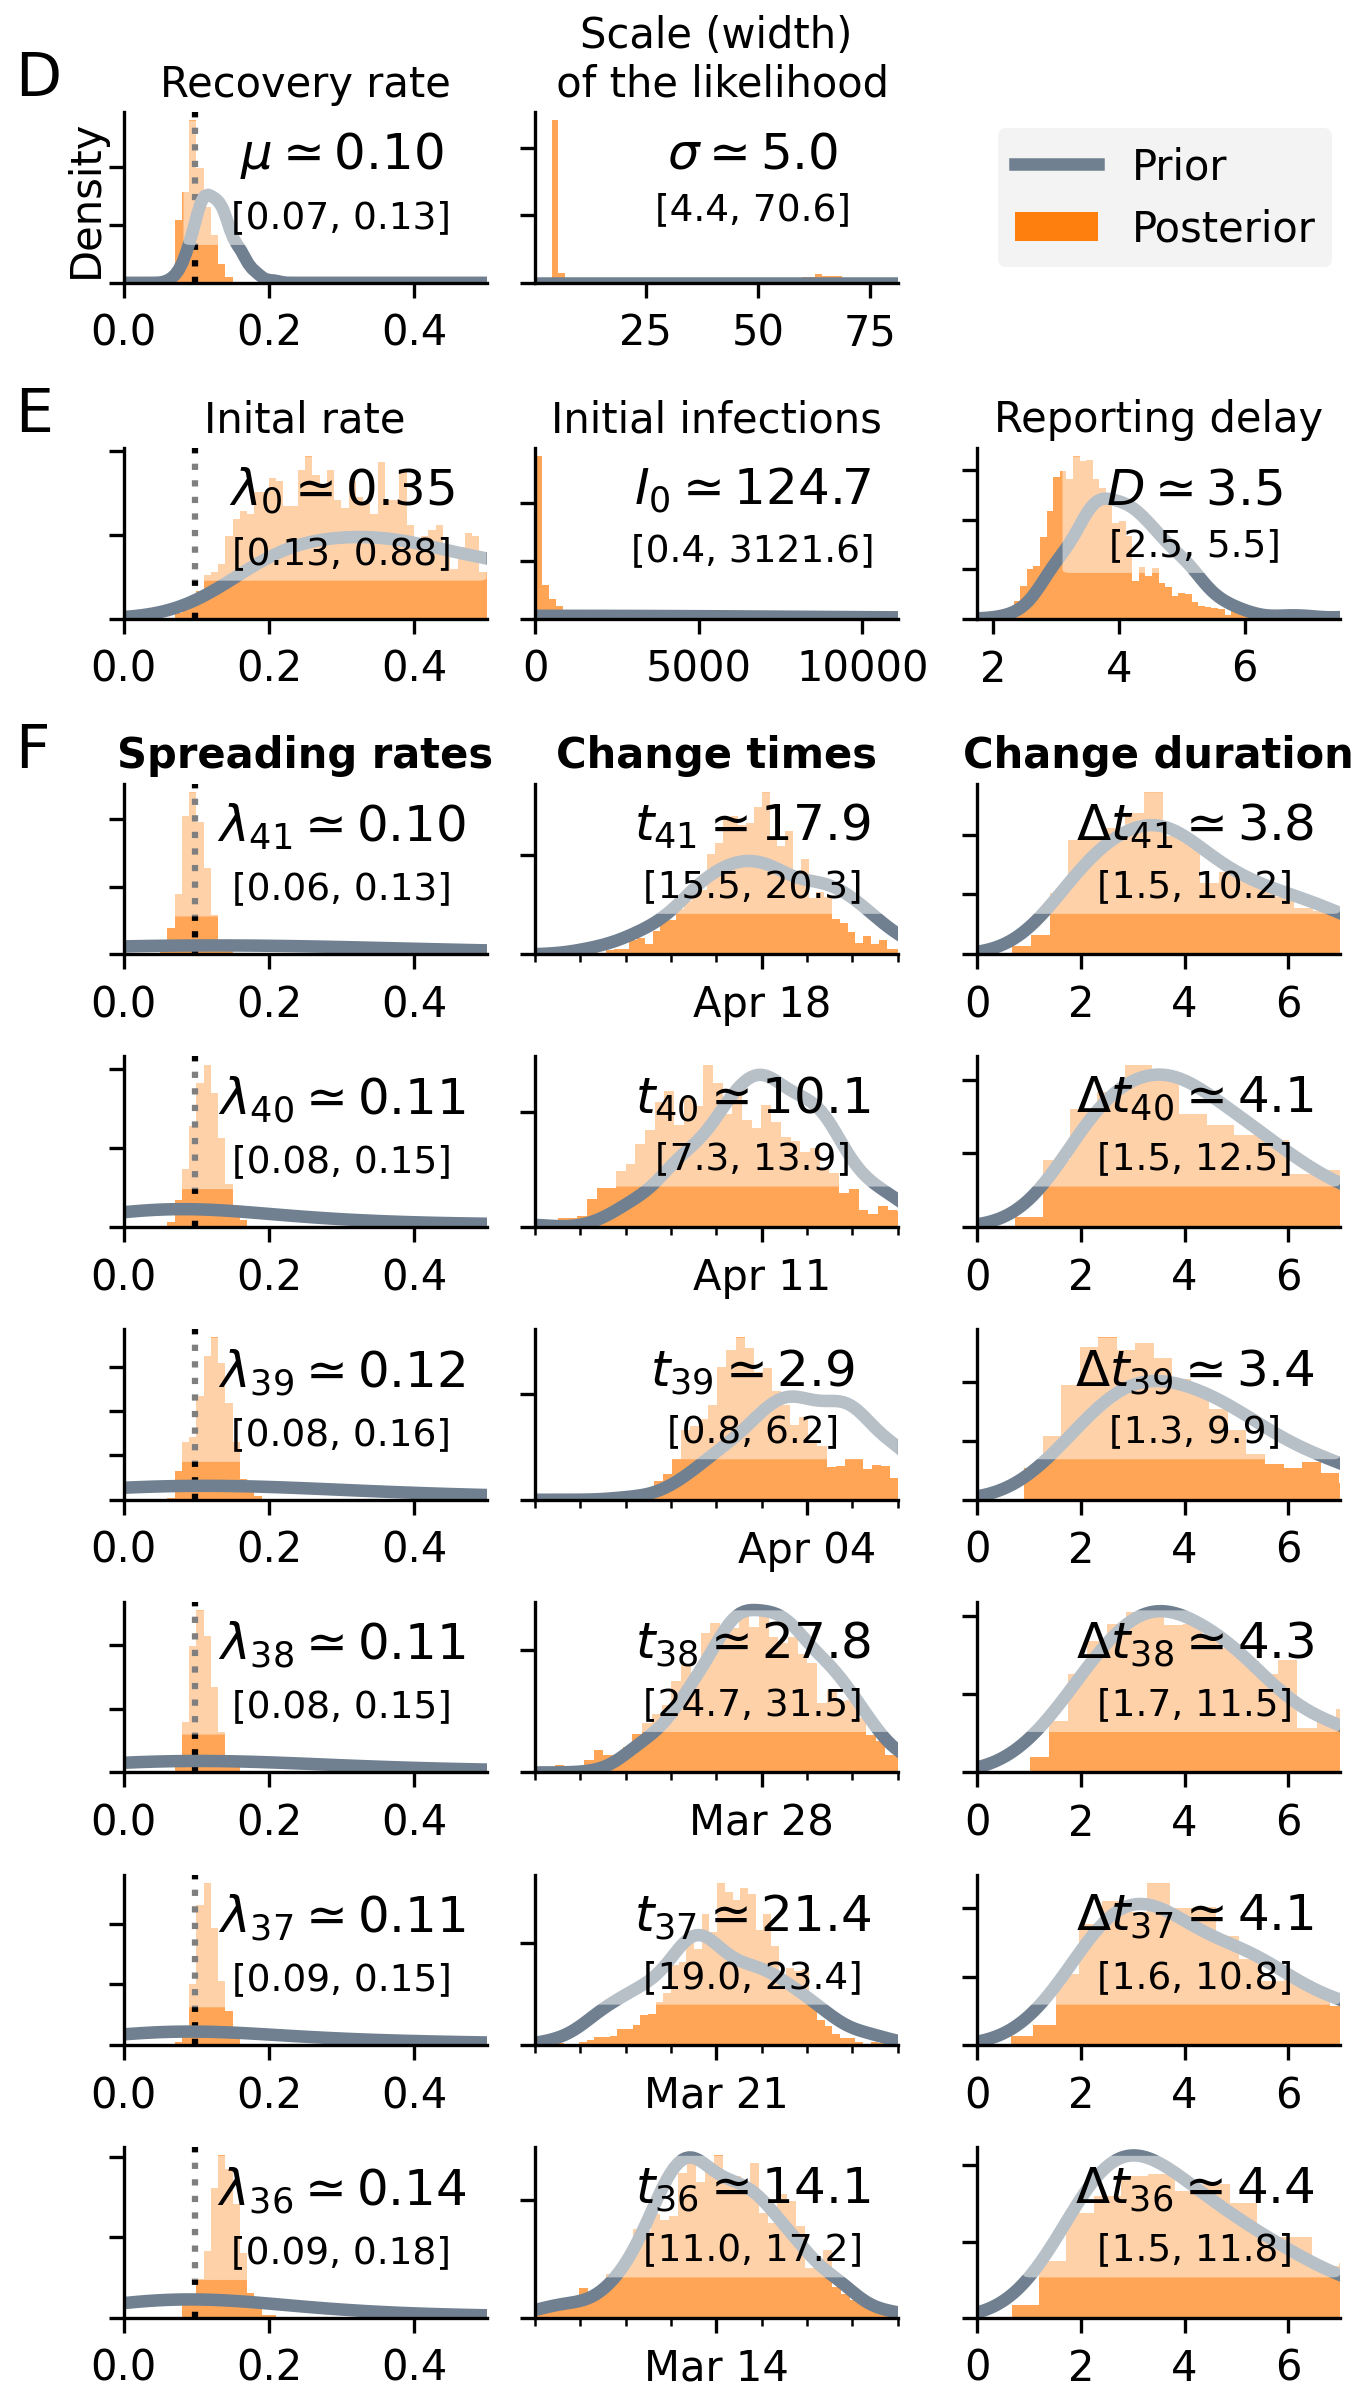 D
Recovery rate
Scale (width)
of the likelihood
Density
μ ≃ 0.10
[0.07, 0.13]
σ ≃ 5.0
[4.4, 70.6]
Prior
Posterior
0.0 0.2 0.4
25 50 75
E
Inital rate
Initial infections
Reporting delay
λ₀ ≃ 0.35
[0.13, 0.88]
I₀ ≃ 124.7
[0.4, 3121.6]
D ≃ 3.5
[2.5, 5.5]
0.0 0.2 0.4
0 5000 10000
2 4 6
F
Spreading rates
Change times
Change duration
λ₄₁ ≃ 0.10
[0.06, 0.13]
t₄₁ ≃ 17.9
[15.5, 20.3]
Δt₄₁ ≃ 3.8
[1.5, 10.2]
0.0 0.2 0.4
Apr 18
0 2 4 6
λ₄₀ ≃ 0.11
[0.08, 0.15]
t₄₀ ≃ 10.1
[7.3, 13.9]
Δt₄₀ ≃ 4.1
[1.5, 12.5]
0.0 0.2 0.4
Apr 11
0 2 4 6
λ₃₉ ≃ 0.12
[0.08, 0.16]
t₃₉ ≃ 2.9
[0.8, 6.2]
Δt₃₉ ≃ 3.4
[1.3, 9.9]
0.0 0.2 0.4
Apr 04
0 2 4 6
λ₃₈ ≃ 0.11
[0.08, 0.15]
t₃₈ ≃ 27.8
[24.7, 31.5]
Δt₃₈ ≃ 4.3
[1.7, 11.5]
0.0 0.2 0.4
Mar 28
0 2 4 6
λ₃₇ ≃ 0.11
[0.09, 0.15]
t₃₇ ≃ 21.4
[19.0, 23.4]
Δt₃₇ ≃ 4.1
[1.6, 10.8]
0.0 0.2 0.4
Mar 21
0 2 4 6
λ₃₆ ≃ 0.14
[0.09, 0.18]
t₃₆ ≃ 14.1
[11.0, 17.2]
Δt₃₆ ≃ 4.4
[1.5, 11.8]
0.0 0.2 0.4
Mar 14
0 2 4 6